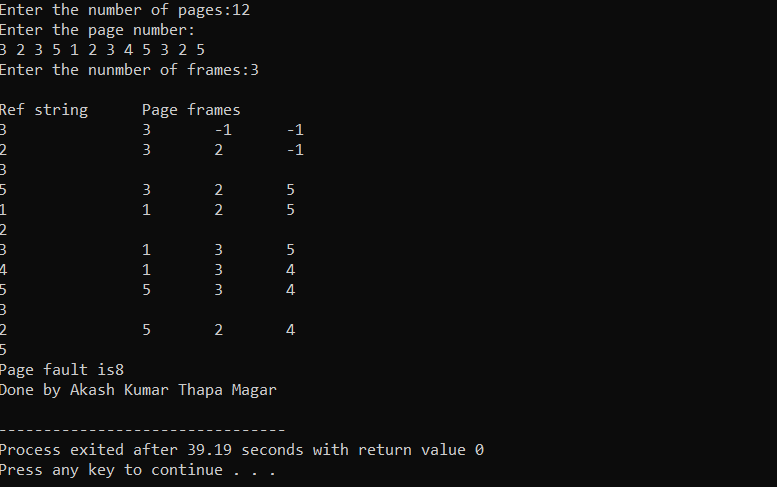 Enter the number of pages:12
Enter the page number:
3 2 3 5 1 2 3 4 5 3 2 5
Enter the nunmber of frames:3
Ref string Page frames
3 3 -1 -1
2 3 2 -1
3
5 3 2 5
1 1 2 5
2
3 1 3 5
4 1 3 4
5 5 3 4
3
2 5 2 4
5
Page fault is8
Done by Akash Kumar Thapa Magar
--------------------------------
Process exited after 39.19 seconds with return value 0
Press any key to continue . . .